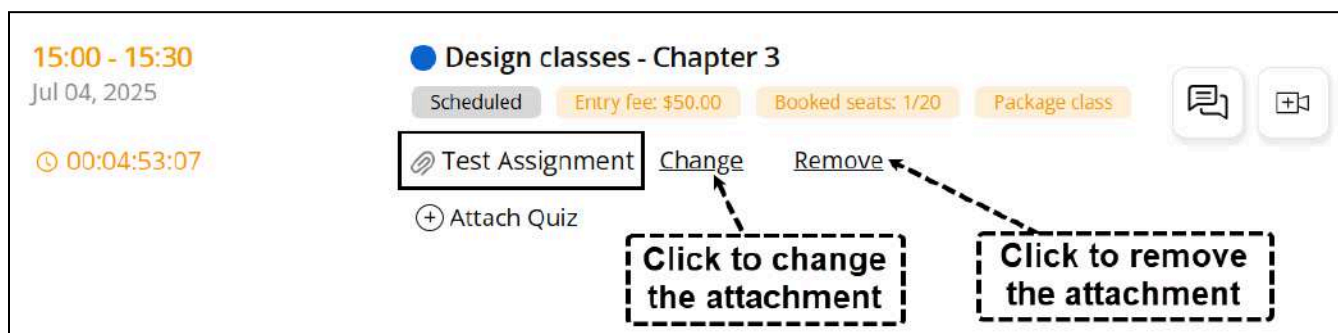 15:00 - 15:30
Jul 04, 2025
00:04:53:07
Design classes - Chapter 3
Scheduled Entry fee: $50.00 Booked seats: 1/20 Package class
Test Assignment Change Remove
Attach Quiz
Click to change
the attachment
Click to remove
the attachment